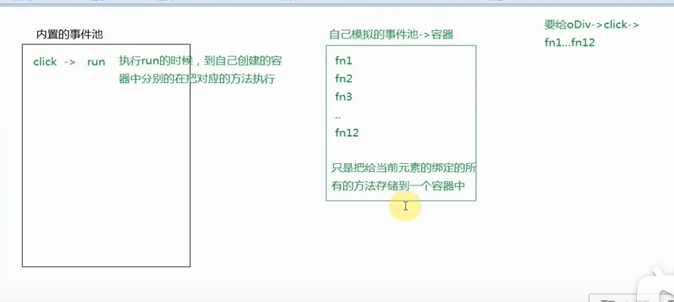 内置的事件池
click -> run
执行run的时候，到自己创建的容
器中分别的在把对应的方法执行
自己模拟的事件池->容器
fn1
fn2
fn3
..
fn12
只是把给当前元素的绑定的所
有的方法存储到一个容器中
要给oDiv->click->
fn1...fn12